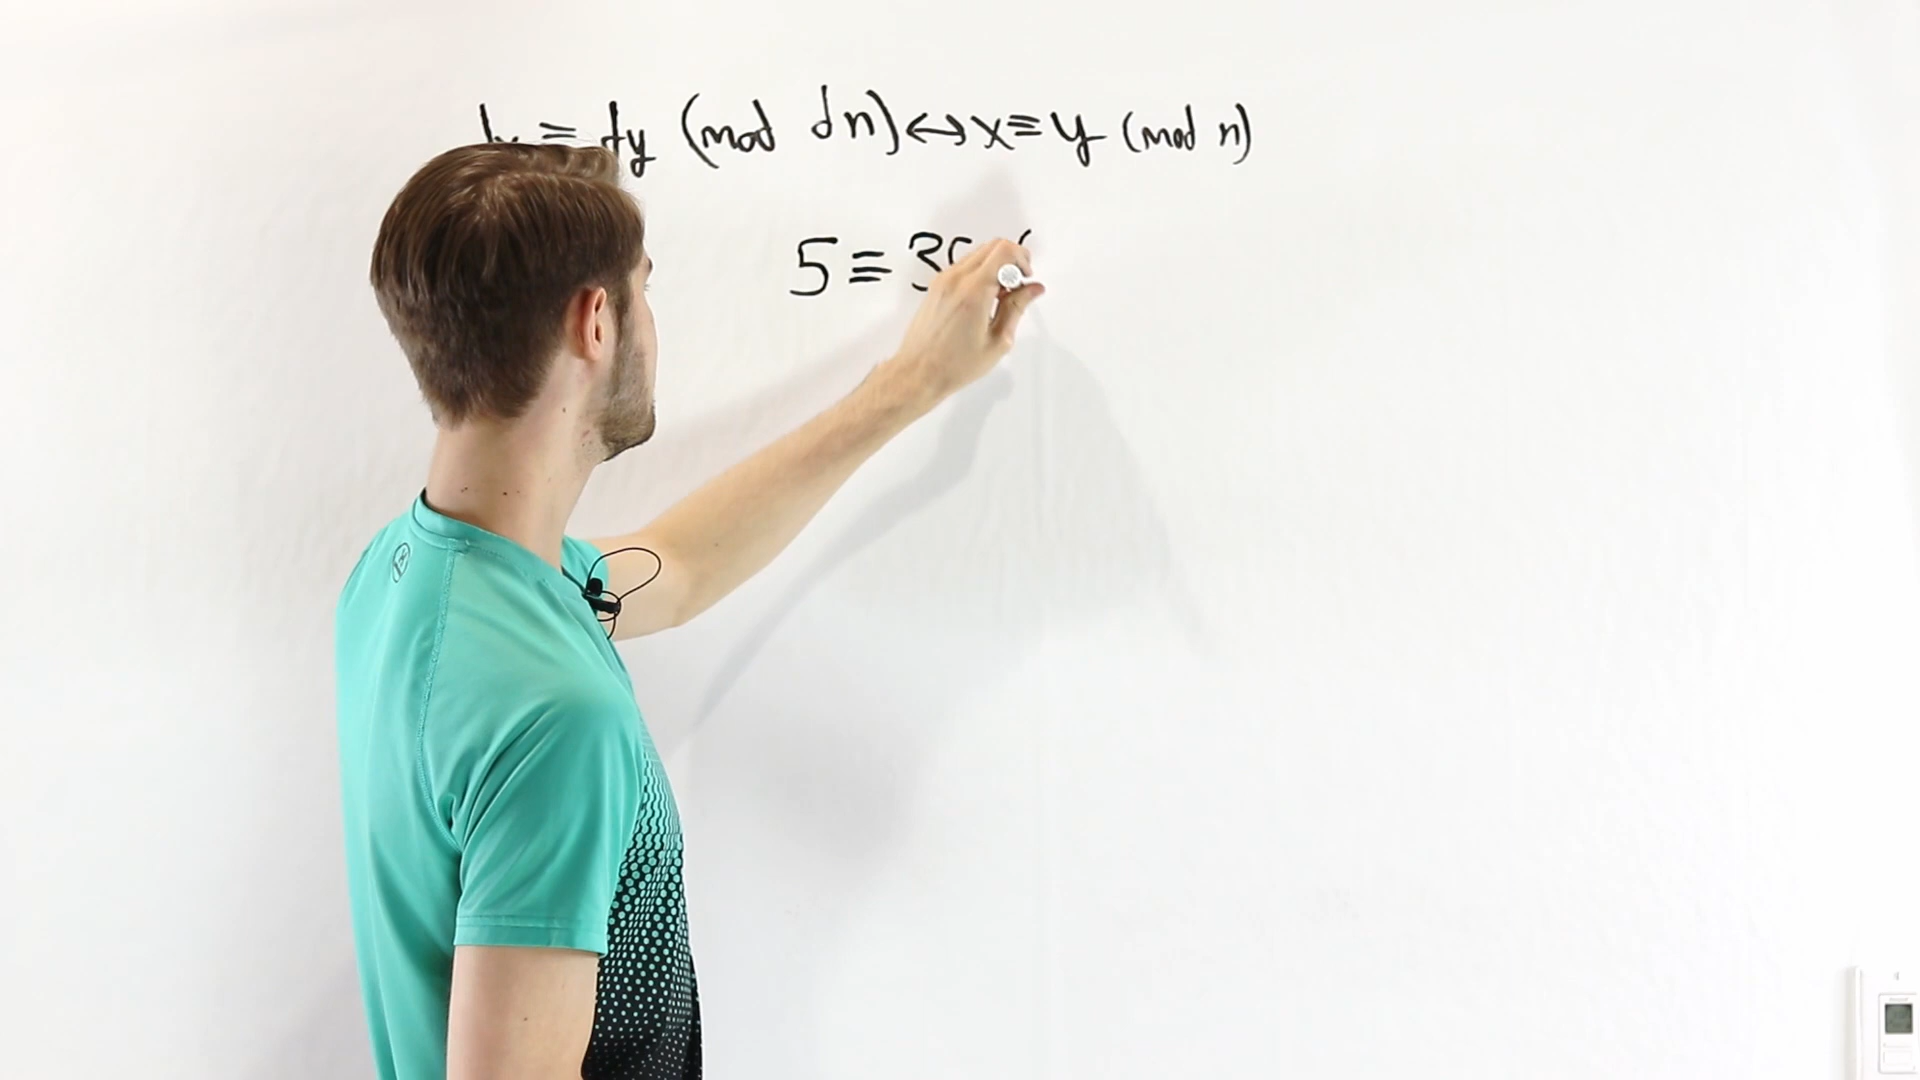 ≡ dy (mod dn) ↔ x ≡ y (mod n)
5 ≡ 3